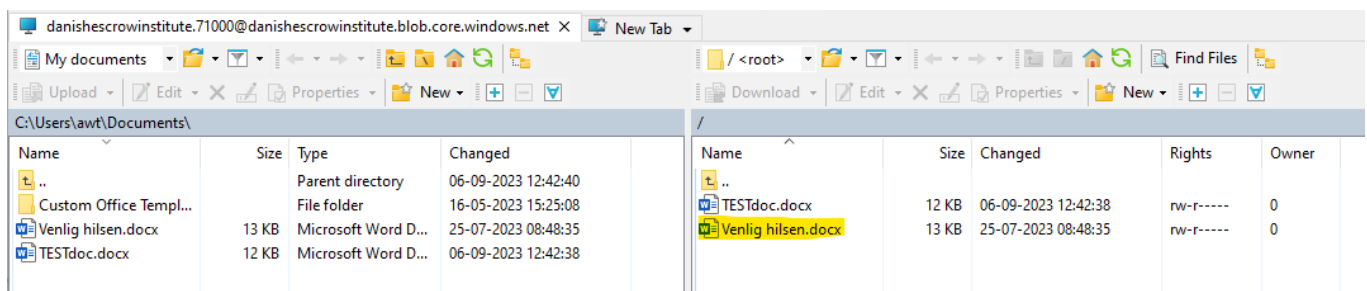 danishescrowinstitute.71000@danishescrowinstitute.blob.core.windows.net × New Tab
My documents
/ <root> Find Files
Upload Edit Properties New
Download Edit Properties New
C:\Users\awt\Documents\
/
Name Size Type Changed
.. Parent directory 06-09-2023 12:42:40
Custom Office Templ... File folder 16-05-2023 15:25:08
Venlig hilsen.docx 13 KB Microsoft Word D... 25-07-2023 08:48:35
TESTdoc.docx 12 KB Microsoft Word D... 06-09-2023 12:42:38
Name Size Changed Rights Owner
..
TESTdoc.docx 12 KB 06-09-2023 12:42:38 rw-r----- 0
Venlig hilsen.docx 13 KB 25-07-2023 08:48:35 rw-r----- 0